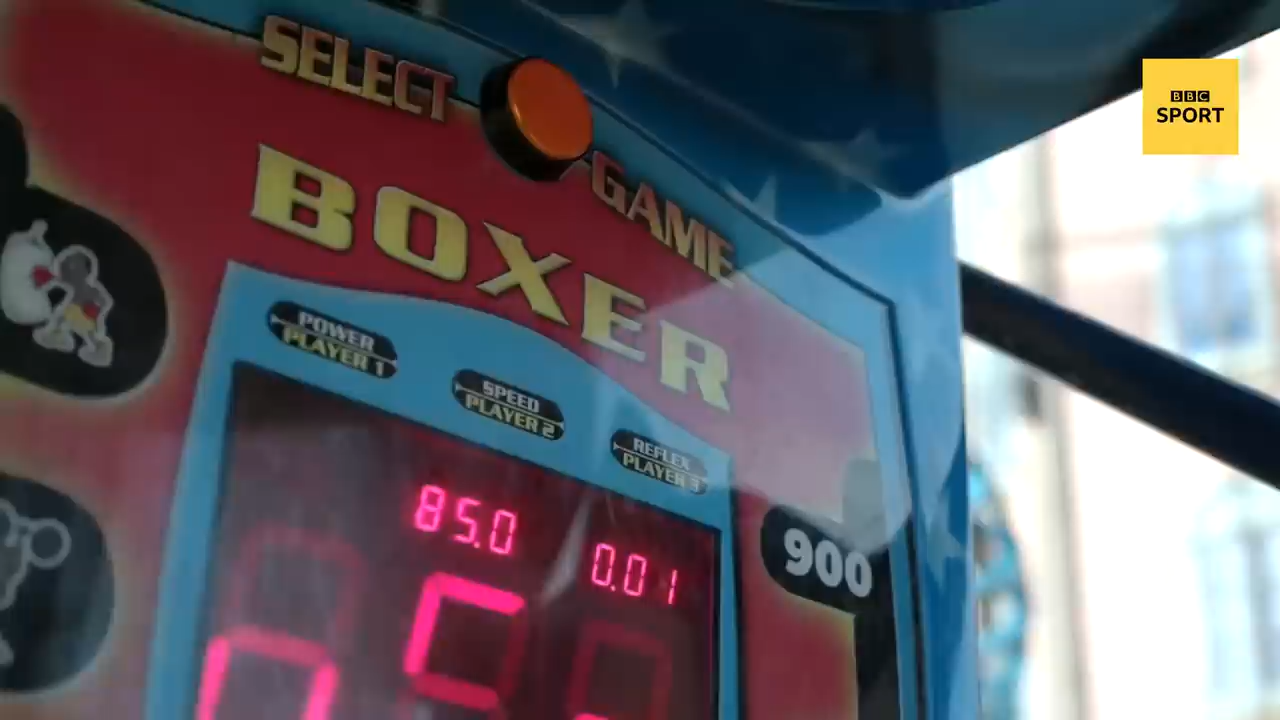 SELECT
GAME
BBC
SPORT
BOXER
POWER
PLAYER 1
SPEED
PLAYER 2
REFLEX
PLAYER 3
85.0
0.01
900